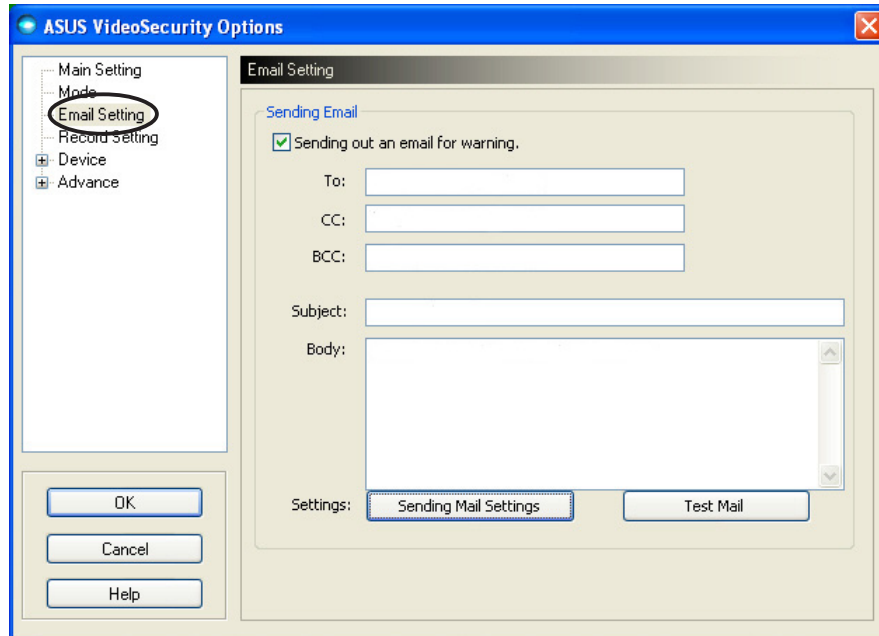 ASUS VideoSecurity Options
Main Setting
Mode
Email Setting
Record Setting
Device
Advance
OK
Cancel
Help
Email Setting
Sending Email
Sending out an email for warning.
To:
CC:
BCC:
Subject:
Body:
Settings:
Sending Mail Settings
Test Mail